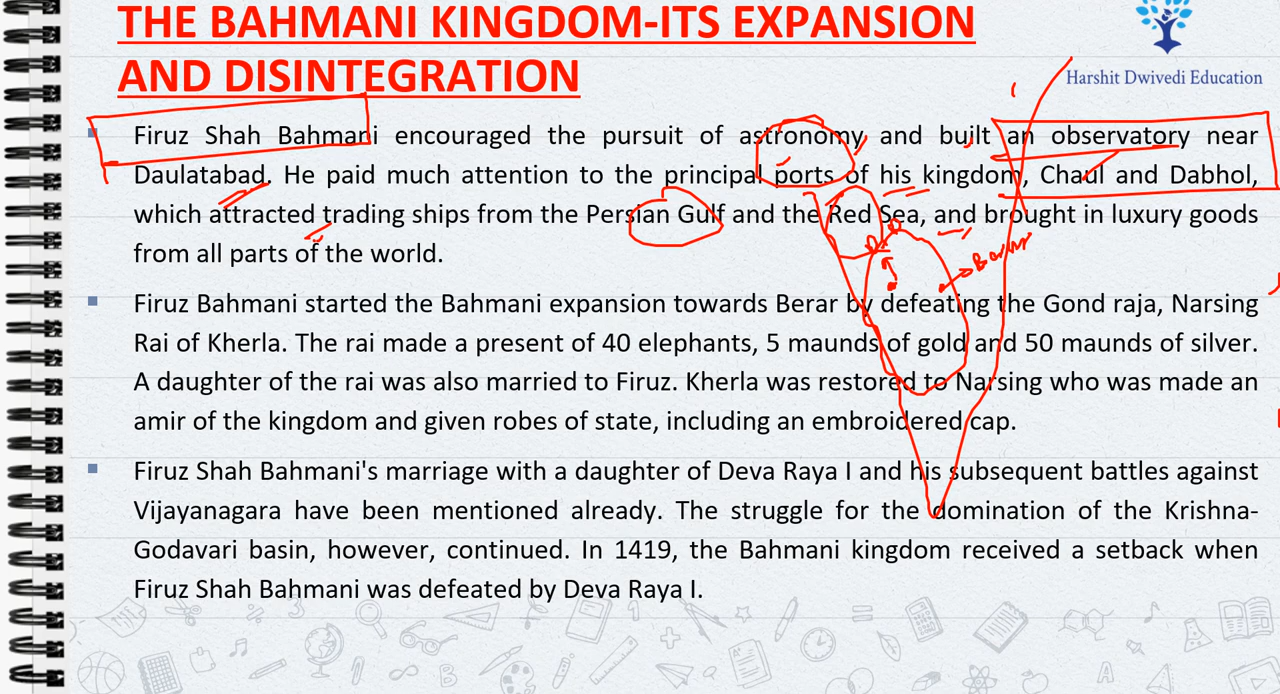 THE BAHMANI KINGDOM-ITS EXPANSION
AND DISINTEGRATION
Harshit Dwivedi Education
Firuz Shah Bahmani encouraged the pursuit of astronomy, and built an observatory near
Daulatabad. He paid much attention to the principal ports of his kingdom, Chaul and Dabhol,
which attracted trading ships from the Persian Gulf and the Red Sea, and brought in luxury goods
from all parts of the world.
Firuz Bahmani started the Bahmani expansion towards Berar by defeating the Gond raja, Narsing
Rai of Kherla. The rai made a present of 40 elephants, 5 maunds of gold and 50 maunds of silver.
A daughter of the rai was also married to Firuz. Kherla was restored to Narsing who was made an
amir of the kingdom and given robes of state, including an embroidered cap.
Firuz Shah Bahmani's marriage with a daughter of Deva Raya I and his subsequent battles against
Vijayanagara have been mentioned already. The struggle for the domination of the Krishna-
Godavari basin, however, continued. In 1419, the Bahmani kingdom received a setback when
Firuz Shah Bahmani was defeated by Deva Raya I.